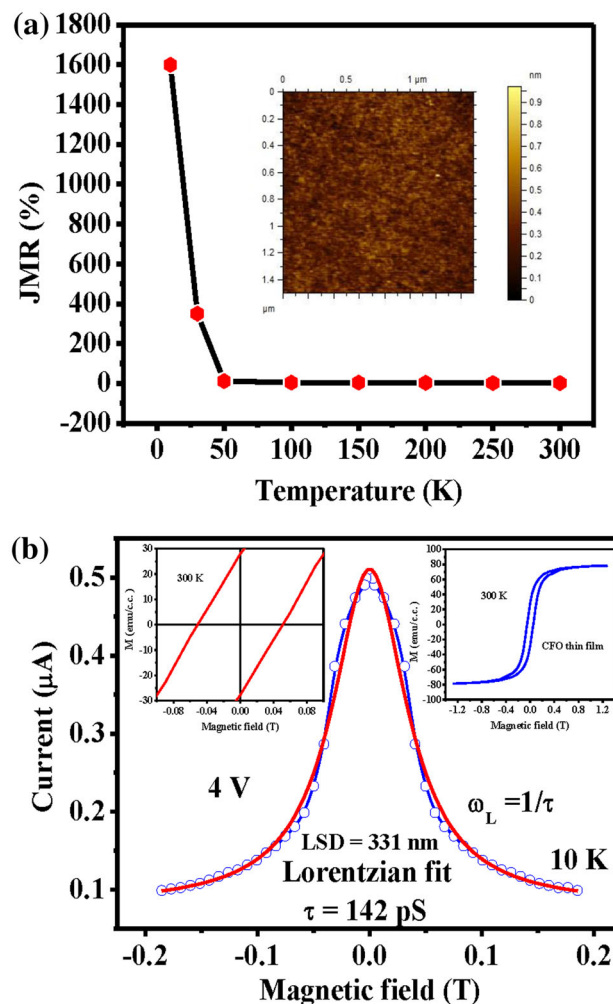 (a)
1800
1600
1400
1200
1000
800
600
400
200
0
-200
JMR (%)
0 50 100 150 200 250 300
Temperature (K)
0 0.5 1 µm
0
0.2
0.4
0.6
0.8
1
1.2
1.4
µm
nm
0.9
0.8
0.7
0.6
0.5
0.4
0.3
0.2
0.1
0
(b)
0.5
0.4
0.3
0.2
0.1
Current (µA)
-0.2 -0.1 0.0 0.1 0.2
Magnetic field (T)
30
20
10
0
-10
-20
-30
M (emu/c.c.)
300 K
-0.08 -0.04 0.00 0.04 0.08
Magnetic field (T)
100
80
60
40
20
0
-20
-40
-60
-80
-100
M (emu/c.c.)
300 K
CFO thin film
-1.2 -0.8 -0.4 0.0 0.4 0.8 1.2
Magnetic field (T)
4 V
ω_L =1/τ
LSD = 331 nm
10 K
Lorentzian fit
τ = 142 pS